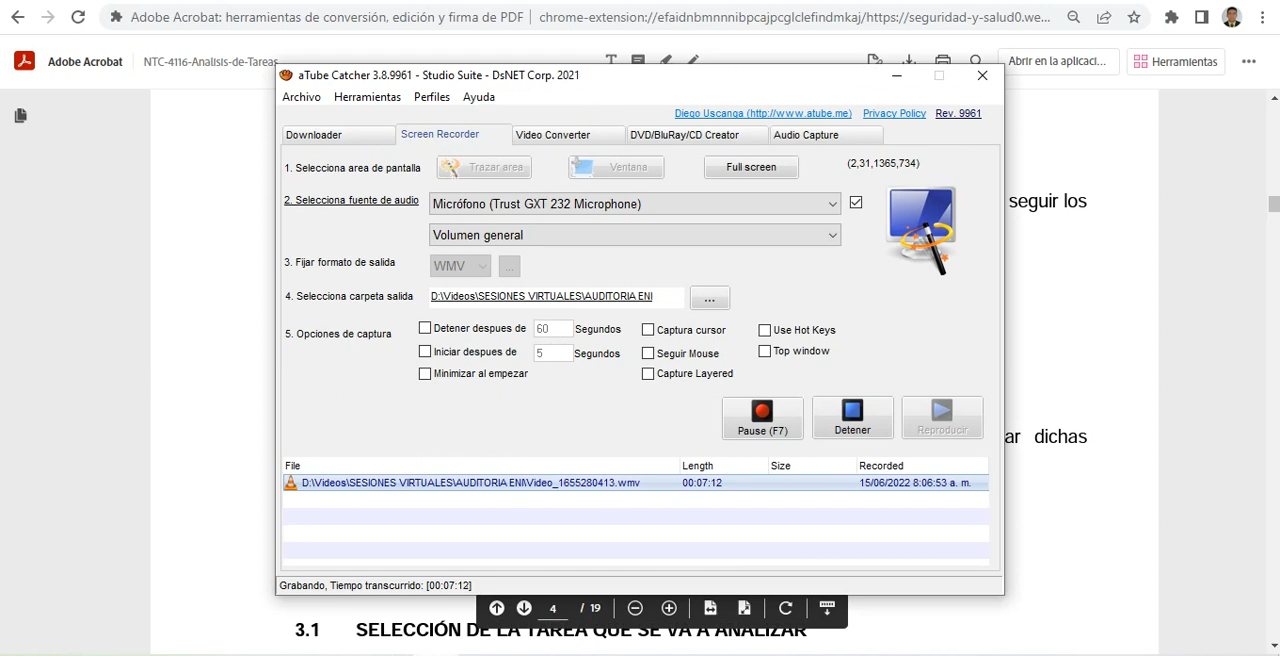 Adobe Acrobat: herramientas de conversión, edición y firma de PDF | chrome-extension://efaidnbmnnnibpcajpcglclefindmkaj/https://seguridad-y-salud0.we...
Adobe Acrobat NTC-4116-Analisis-de-Tareas
Abrir en la aplicaci... Herramientas
aTube Catcher 3.8.9961 - Studio Suite - DsNET Corp. 2021
Archivo Herramientas Perfiles Ayuda
Diego Uscanga (http://www.atube.me) Privacy Policy Rev. 9961
Downloader Screen Recorder Video Converter DVD/BluRay/CD Creator Audio Capture
1. Selecciona area de pantalla Trazar area Ventana Full screen (2,31,1365,734)
2. Selecciona fuente de audio Micrófono (Trust GXT 232 Microphone)
seguir los
Volumen general
3. Fijar formato de salida WMV ...
4. Selecciona carpeta salida D:\Videos\SESIONES VIRTUALES\AUDITORIA ENI ...
5. Opciones de captura
Detener despues de 60 Segundos Captura cursor Use Hot Keys
Iniciar despues de 5 Segundos Seguir Mouse Top window
Minimizar al empezar Capture Layered
Pause (F7) Detener Reproducir
ar dichas
File Length Size Recorded
D:\Videos\SESIONES VIRTUALES\AUDITORIA ENI\Video_1655280413.wmv 00:07:12 15/06/2022 8:06:53 a. m.
Grabando, Tiempo transcurrido: [00:07:12]
4 / 19
3.1 SELECCIÓN DE LA TAREA QUE SE VA A ANALIZAR